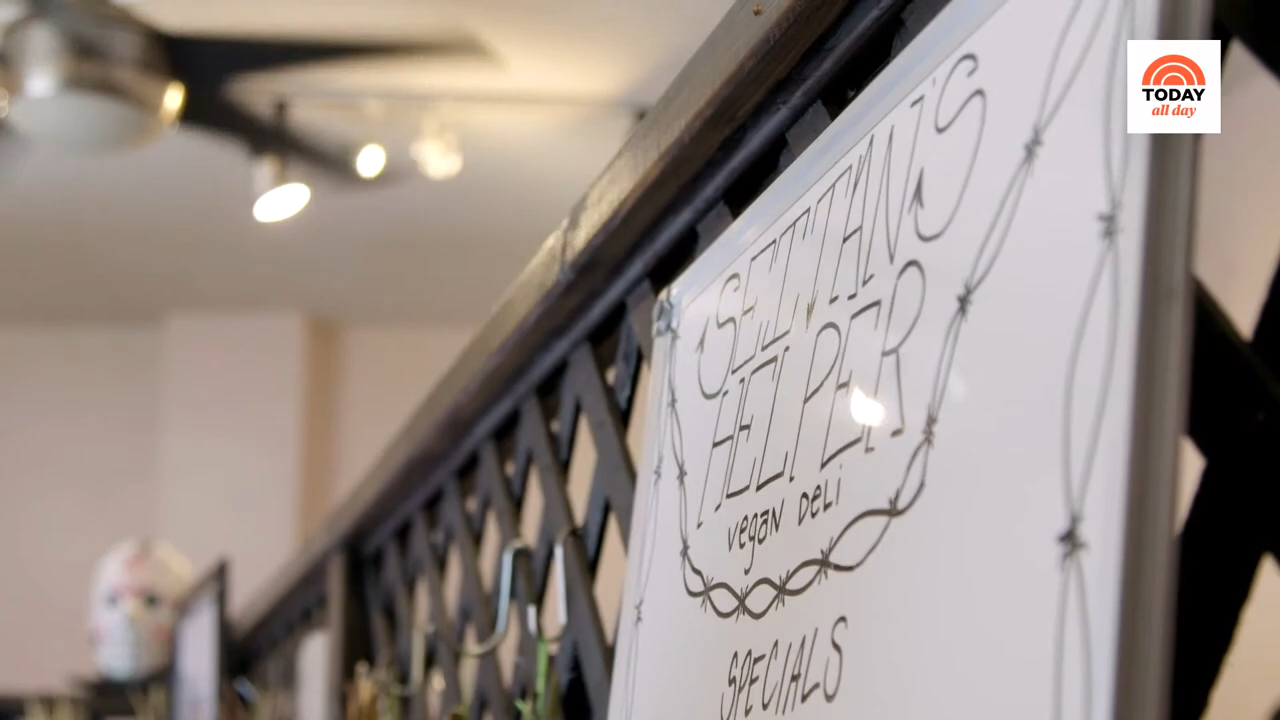 SEITAN'S
HELPER
vegan DeLi
SPECIALS
TODAY
all day